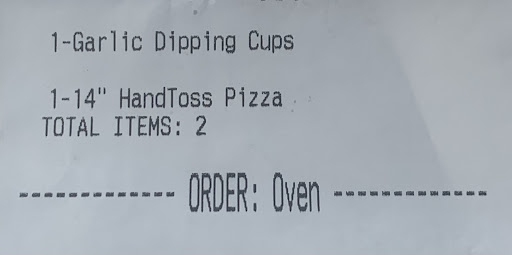 1-Garlic Dipping Cups
1-14" HandToss Pizza
TOTAL ITEMS: 2
------------ ORDER: Oven ------------